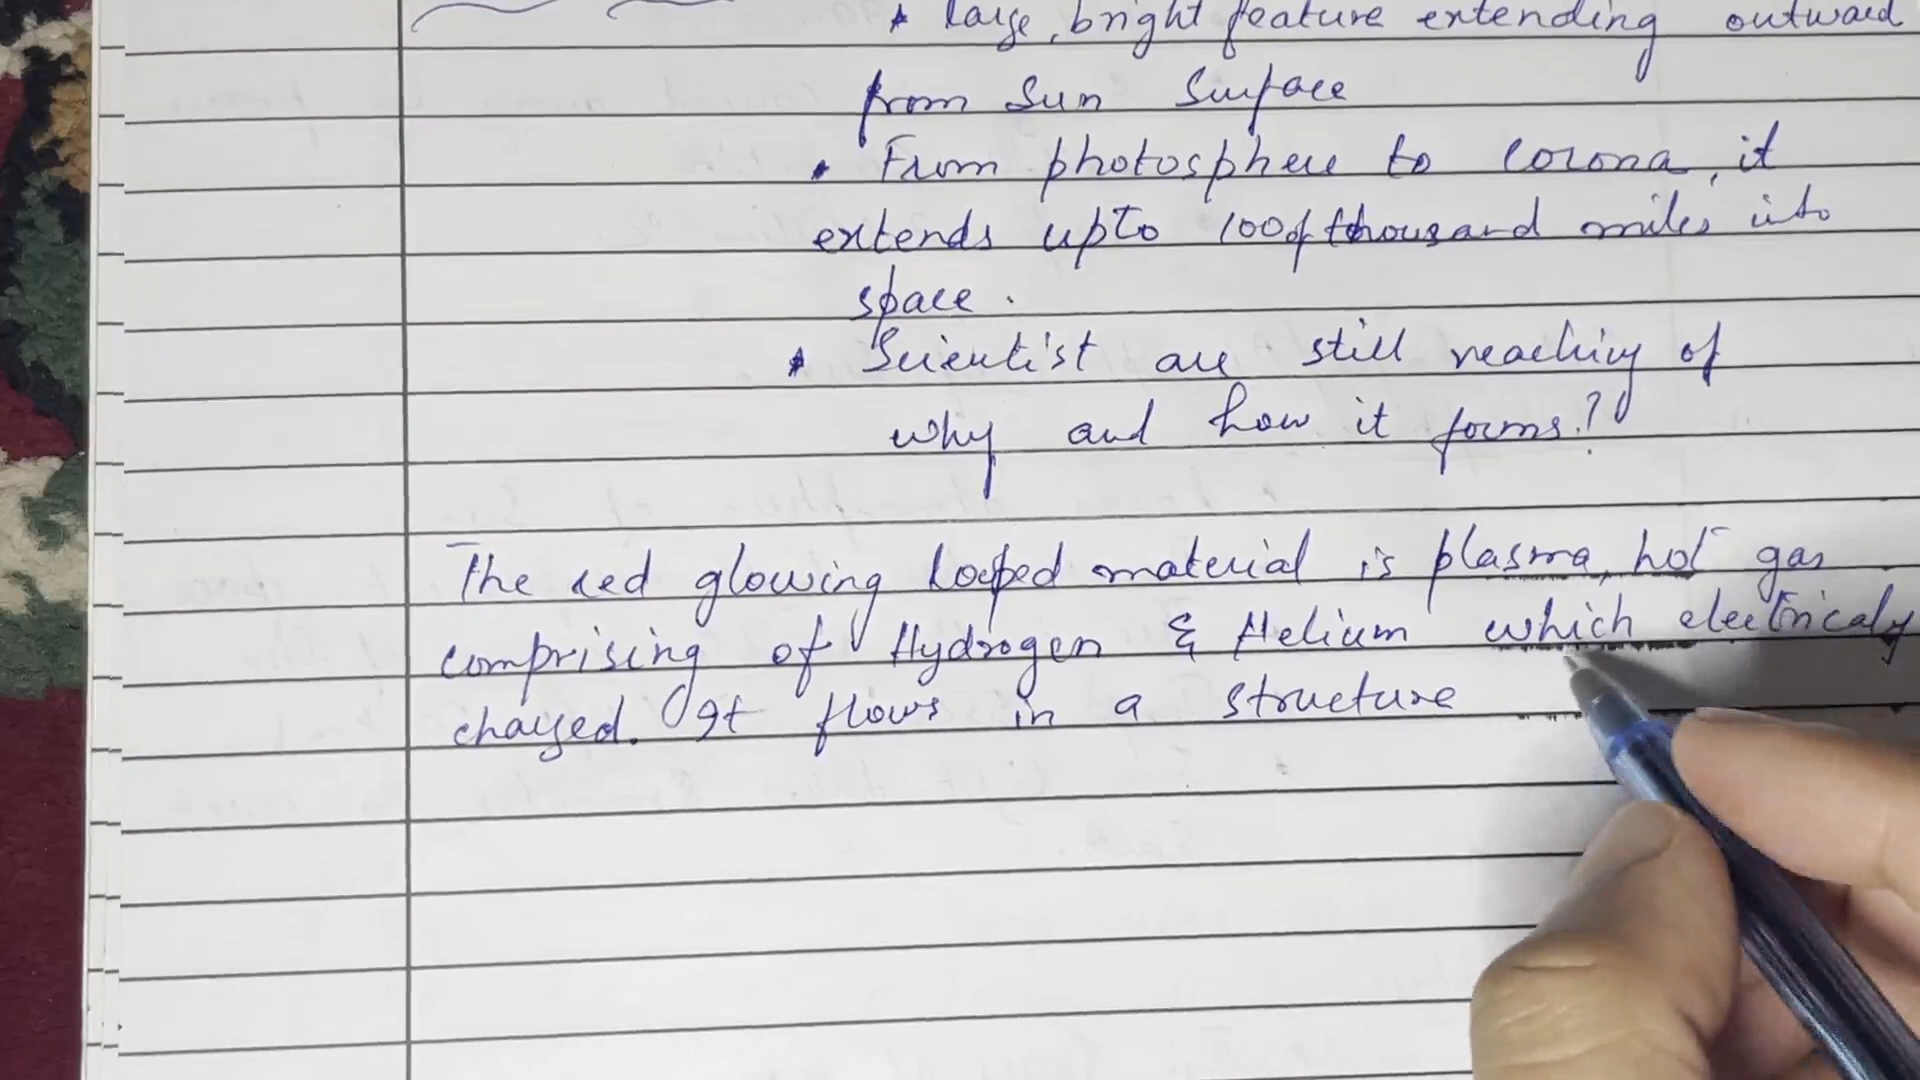 * Large, bright feature extending outward
from Sun Surface
• From photosphere to corona, it
extends upto 100 of thousand miles into
space.
* Scientist are still reaching of
why and how it forms?
The red glowing looped material is plasma, hot gas
comprising of Hydrogen & Helium which electricaly
charged. It flows in a structure